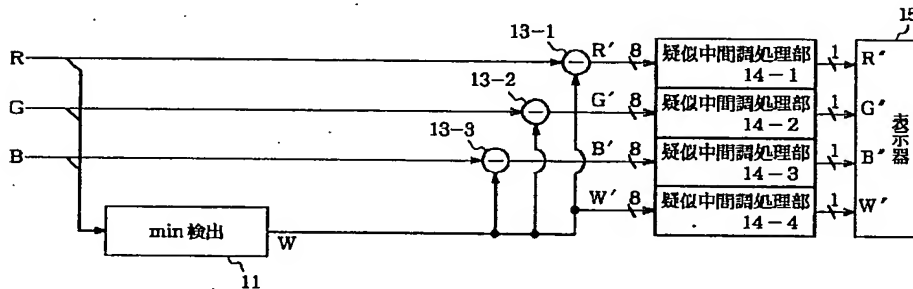 15
13-1
R
R'
8
疑似中間調処理部
14-1
1
R"
13-2
G
G'
8
疑似中間調処理部
14-2
1
G"
13-3
B
B'
8
疑似中間調処理部
14-3
1
B"
表示器
W'
8
疑似中間調処理部
14-4
1
W"
min検出
W
11